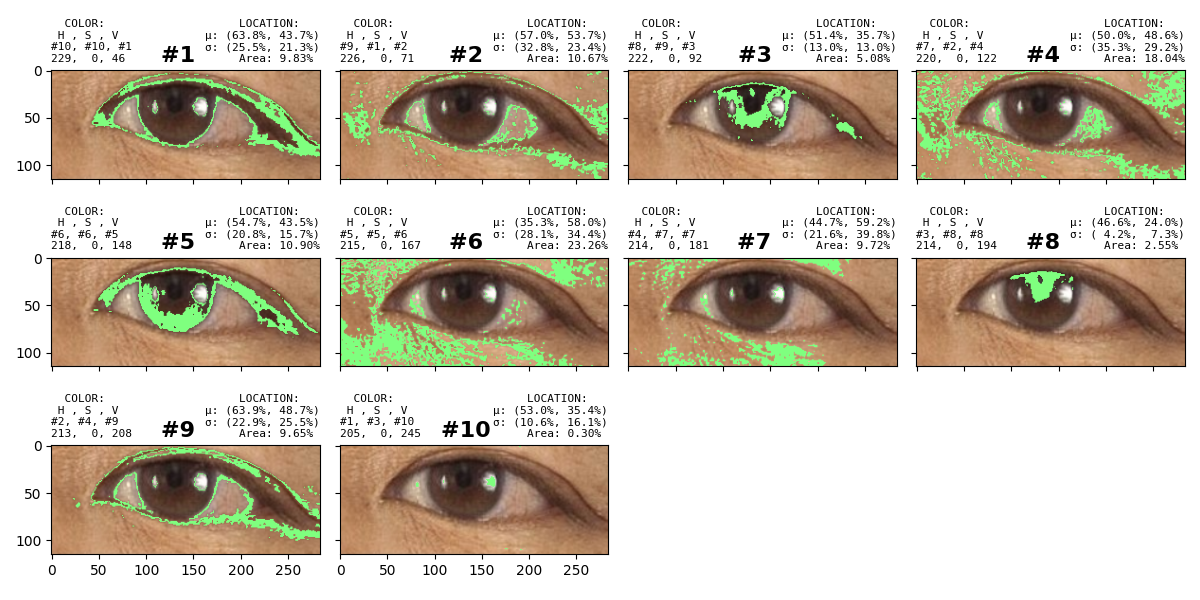 COLOR: LOCATION:
H , S , V μ: (63.8%, 43.7%)
#10, #10, #1 #1 σ: (25.5%, 21.3%)
229, 0, 46 Area: 9.83%
COLOR: LOCATION:
H , S , V μ: (57.0%, 53.7%)
#9, #1, #2 #2 σ: (32.8%, 23.4%)
226, 0, 71 Area: 10.67%
COLOR: LOCATION:
H , S , V μ: (51.4%, 35.7%)
#8, #9, #3 #3 σ: (13.0%, 13.0%)
222, 0, 92 Area: 5.08%
COLOR: LOCATION:
H , S , V μ: (50.0%, 48.6%)
#7, #2, #4 #4 σ: (35.3%, 29.2%)
220, 0, 122 Area: 18.04%
0
50
100
COLOR: LOCATION:
H , S , V μ: (54.7%, 43.5%)
#6, #6, #5 #5 σ: (20.8%, 15.7%)
218, 0, 148 Area: 10.90%
COLOR: LOCATION:
H , S , V μ: (35.3%, 58.0%)
#5, #5, #6 #6 σ: (28.1%, 34.4%)
215, 0, 167 Area: 23.26%
COLOR: LOCATION:
H , S , V μ: (44.7%, 59.2%)
#4, #7, #7 #7 σ: (21.6%, 39.8%)
214, 0, 181 Area: 9.72%
COLOR: LOCATION:
H , S , V μ: (46.6%, 24.0%)
#3, #8, #8 #8 σ: ( 4.2%, 7.3%)
214, 0, 194 Area: 2.55%
0
50
100
COLOR: LOCATION:
H , S , V μ: (63.9%, 48.7%)
#2, #4, #9 #9 σ: (22.9%, 25.5%)
213, 0, 208 Area: 9.65%
COLOR: LOCATION:
H , S , V μ: (53.0%, 35.4%)
#1, #3, #10 #10 σ: (10.6%, 16.1%)
205, 0, 245 Area: 0.30%
0
50
100
0 50 100 150 200 250
0 50 100 150 200 250